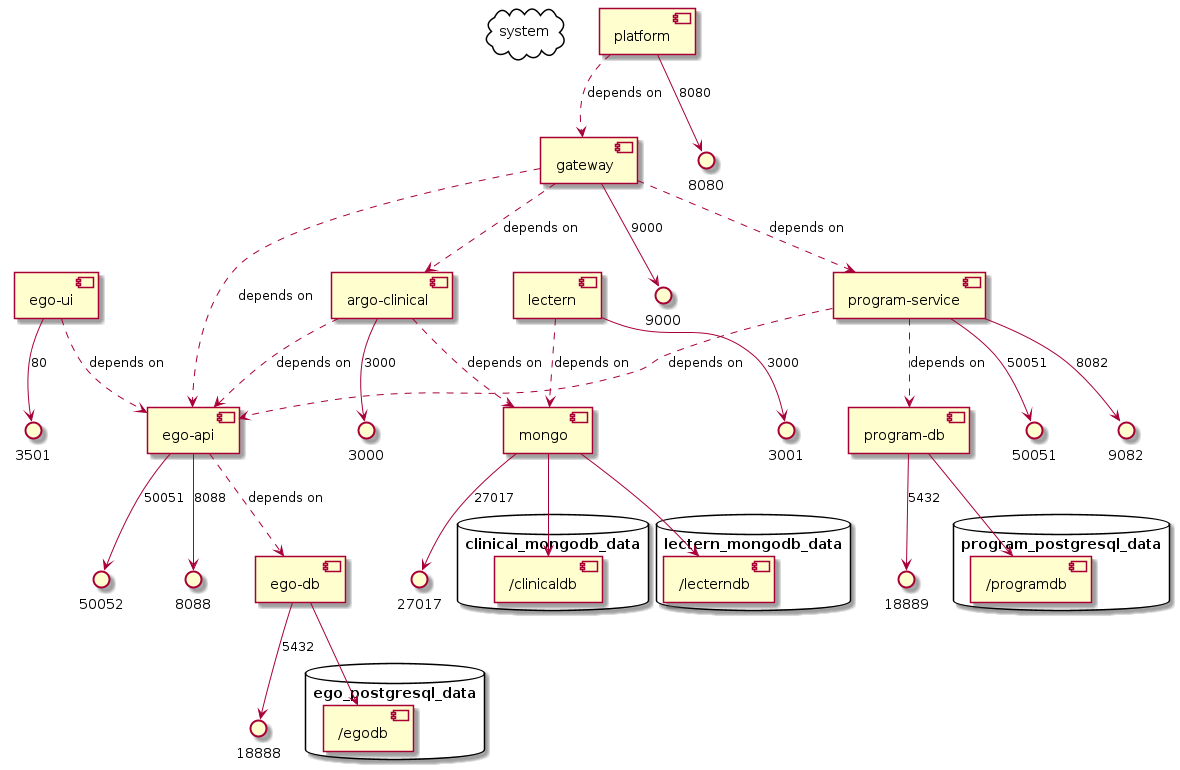 system
platform
depends on
8080
gateway
8080
depends on
9000
depends on
ego-ui
depends on
argo-clinical
lectern
9000
program-service
80
depends on
depends on
3000
depends on
depends on
depends on
3000
depends on
50051
8082
3501
ego-api
3000
mongo
3001
program-db
50051
9082
50051
8088
depends on
27017
5432
clinical_mongodb_data
lectern_mongodb_data
program_postgresql_data
50052
8088
ego-db
27017
/clinicaldb
/lecterndb
18889
/programdb
5432
ego_postgresql_data
18888
/egodb